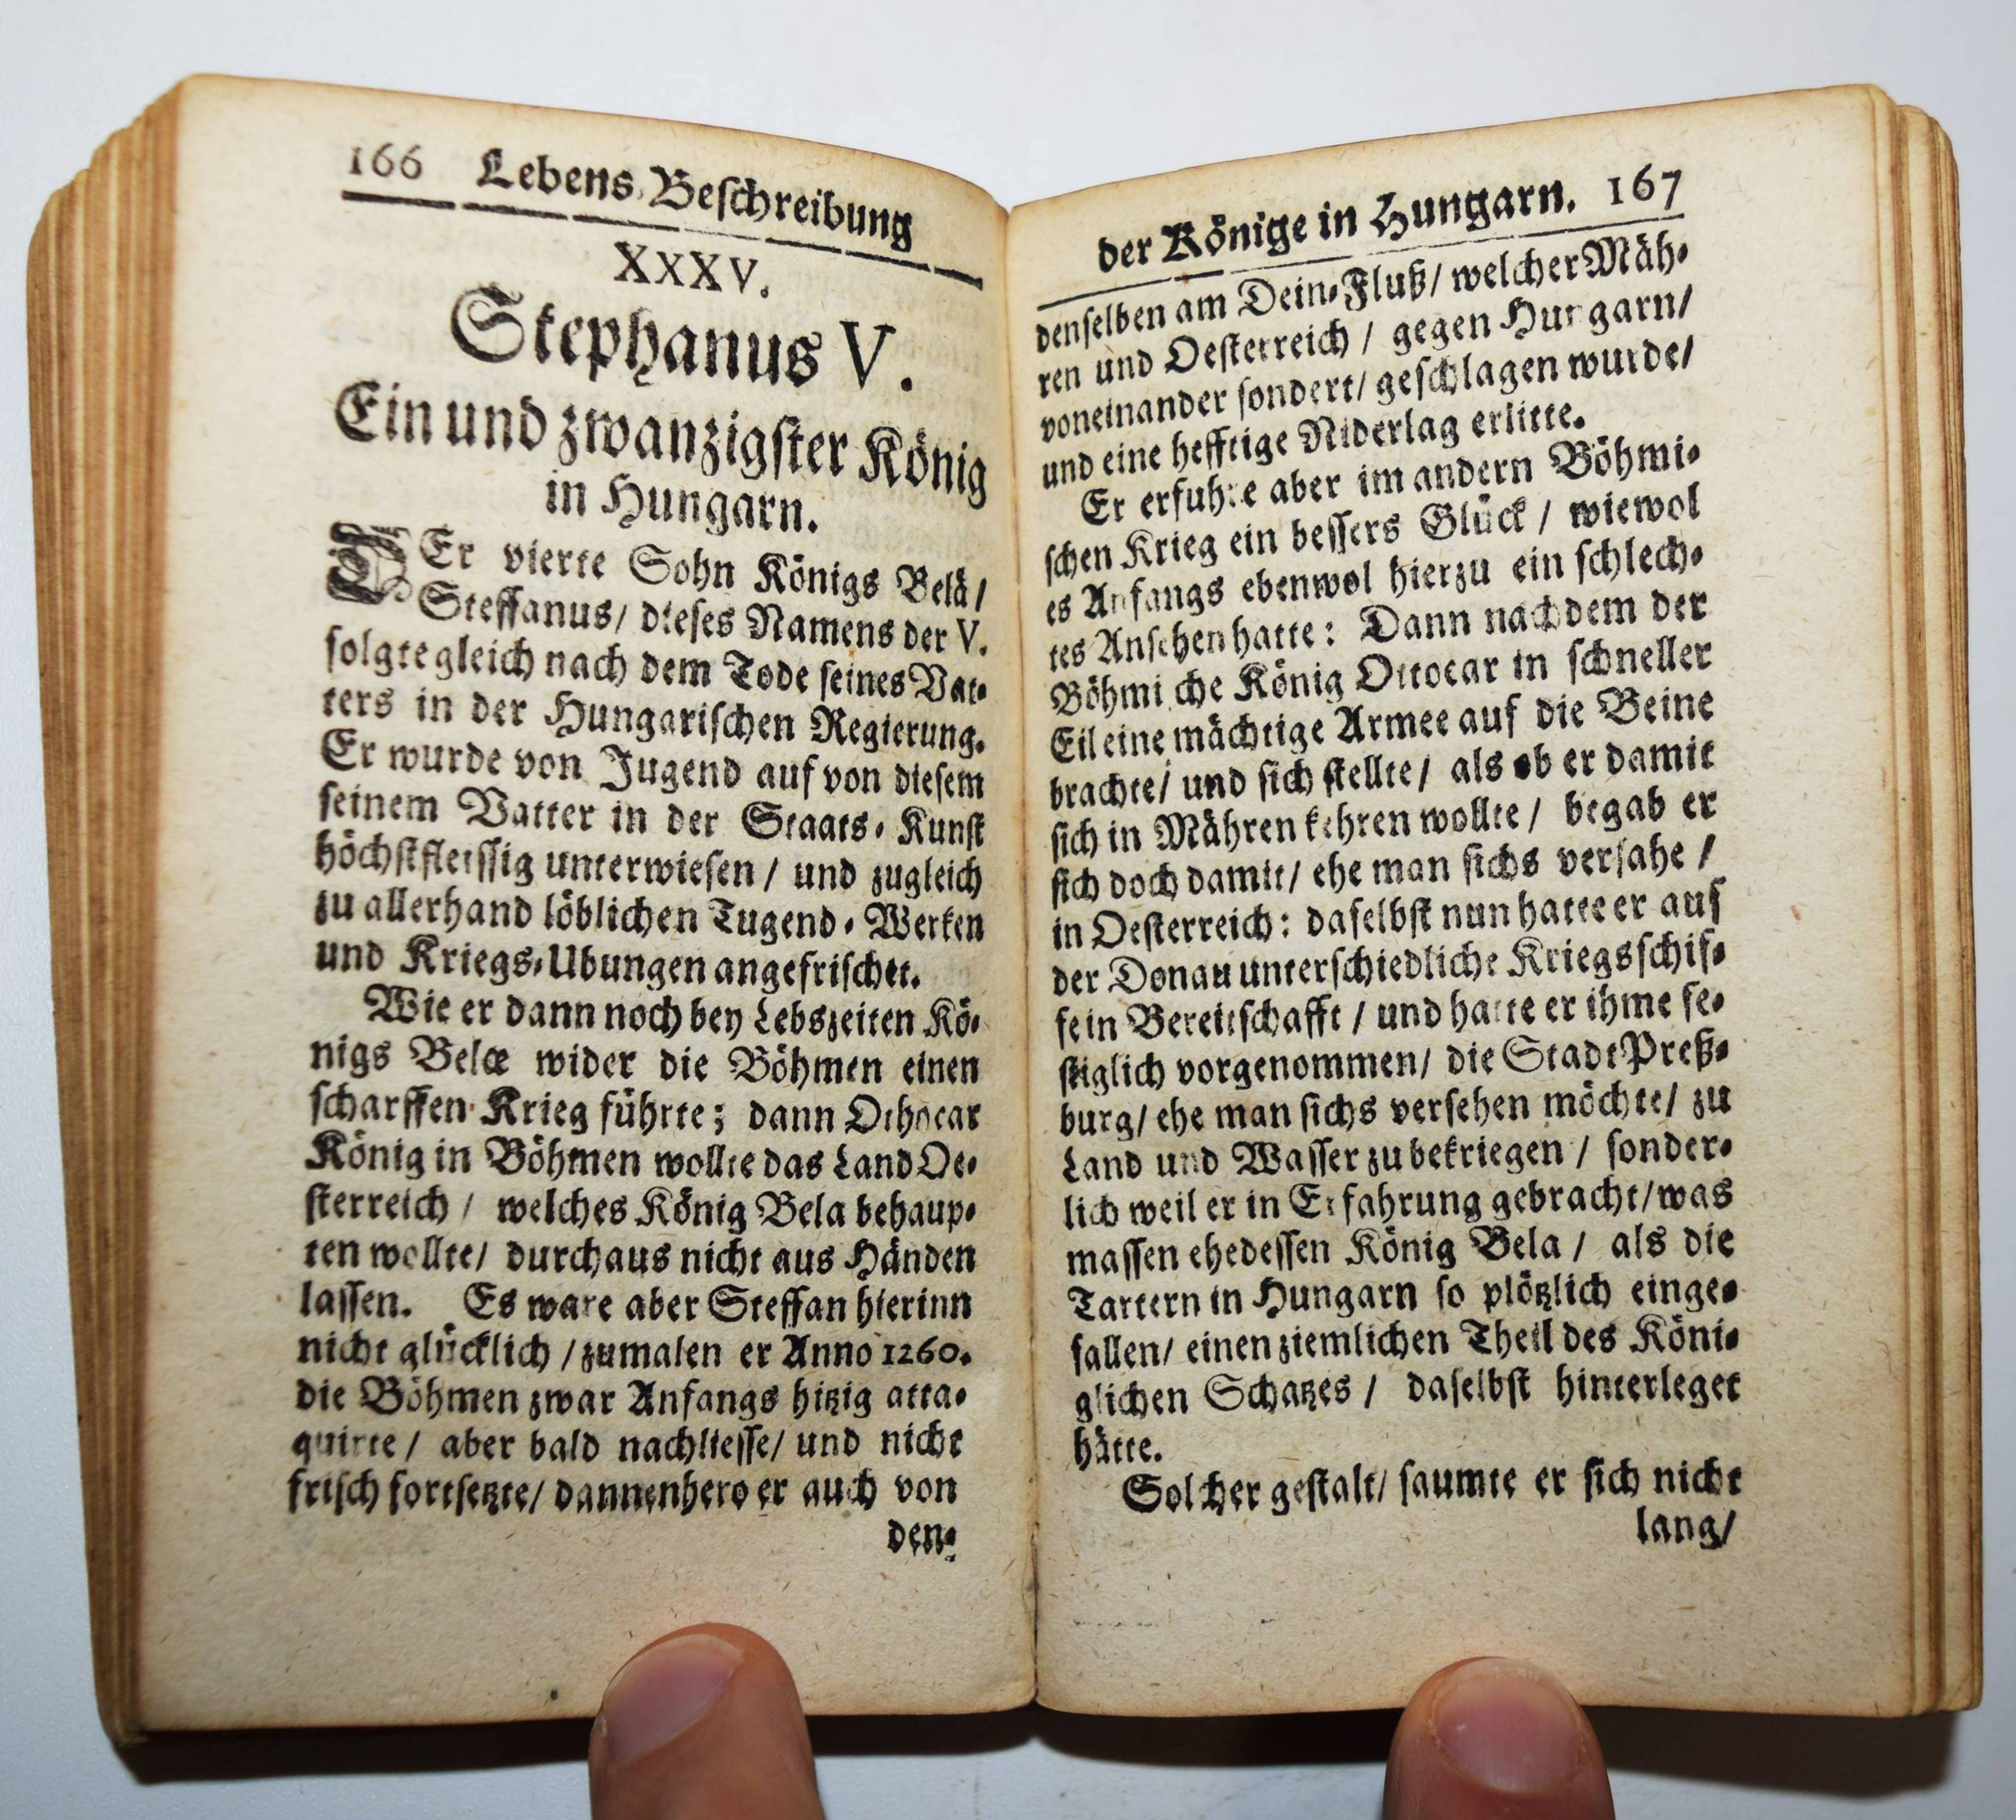 166 Lebens-Beschreibung
XXXV.
Stephanus V.
Ein und zwanzigster König
in Hungarn.
DEr vierte Sohn Königs Belä/
Steffanus/ dieses Namens der V.
folgte gleich nach dem Tode seines Vat-
ters in der Hungarischen Regierung.
Er wurde von Jugend auf von diesem
seinem Vatter in der Staats-Kunst
höchstfleissig unterwiesen/ und zugleich
zu allerhand löblichen Tugend-Werken
und Kriegs-Ubungen angefrischet.
Wie er dann noch bey Lebszeiten Kö-
nigs Belæ wider die Böhmen einen
scharffen Krieg führte; dann Othocar
König in Böhmen wollte das Land Oe-
sterreich/ welches König Bela behaup-
ten wollte/ durchaus nicht aus Händen
lassen. Es ware aber Steffan hierinn
nicht glücklich/ zumalen er Anno 1260.
die Böhmen zwar Anfangs hitzig atta-
quirte/ aber bald nachliesse/ und nicht
frisch fortsetzte/ dannenhero er auch von
den-
der Könige in Hungarn. 167
denselben am Dein-Fluß/ welcher Mäh-
ren und Oesterreich/ gegen Hungarn/
voneinander sondert/ geschlagen wurde/
und eine hefftige Niderlag erlitte.
Er erfuhre aber im andern Böhmi-
schen Krieg ein bessers Glück/ wiewol
es Anfangs ebenwol hierzu ein schlech-
tes Ansehen hatte: Dann nachdem der
Böhmische König Ottocar in schneller
Eil eine mächtige Armee auf die Beine
brachte/ und sich stellte/ als ob er damit
sich in Mähren kehren wollte/ begab er
sich doch damit/ ehe man sichs versahe/
in Oesterreich: daselbst nun hatte er auf
der Donau unterschiedliche Kriegsschif-
fe in Bereitschafft/ und hatte er ihme fe-
stiglich vorgenommen/ die Stadt Preß-
burg/ ehe man sichs versehen möchte/ zu
Land und Wasser zu bekriegen/ sonder-
lich weil er in Erfahrung gebracht/ was
massen ehedessen König Bela/ als die
Tartern in Hungarn so plötzlich einge-
fallen/ einen ziemlichen Theil des Köni-
glichen Schatzes/ daselbst hinterleget
hätte.
Solcher gestalt/ saumte er sich nicht
lang/